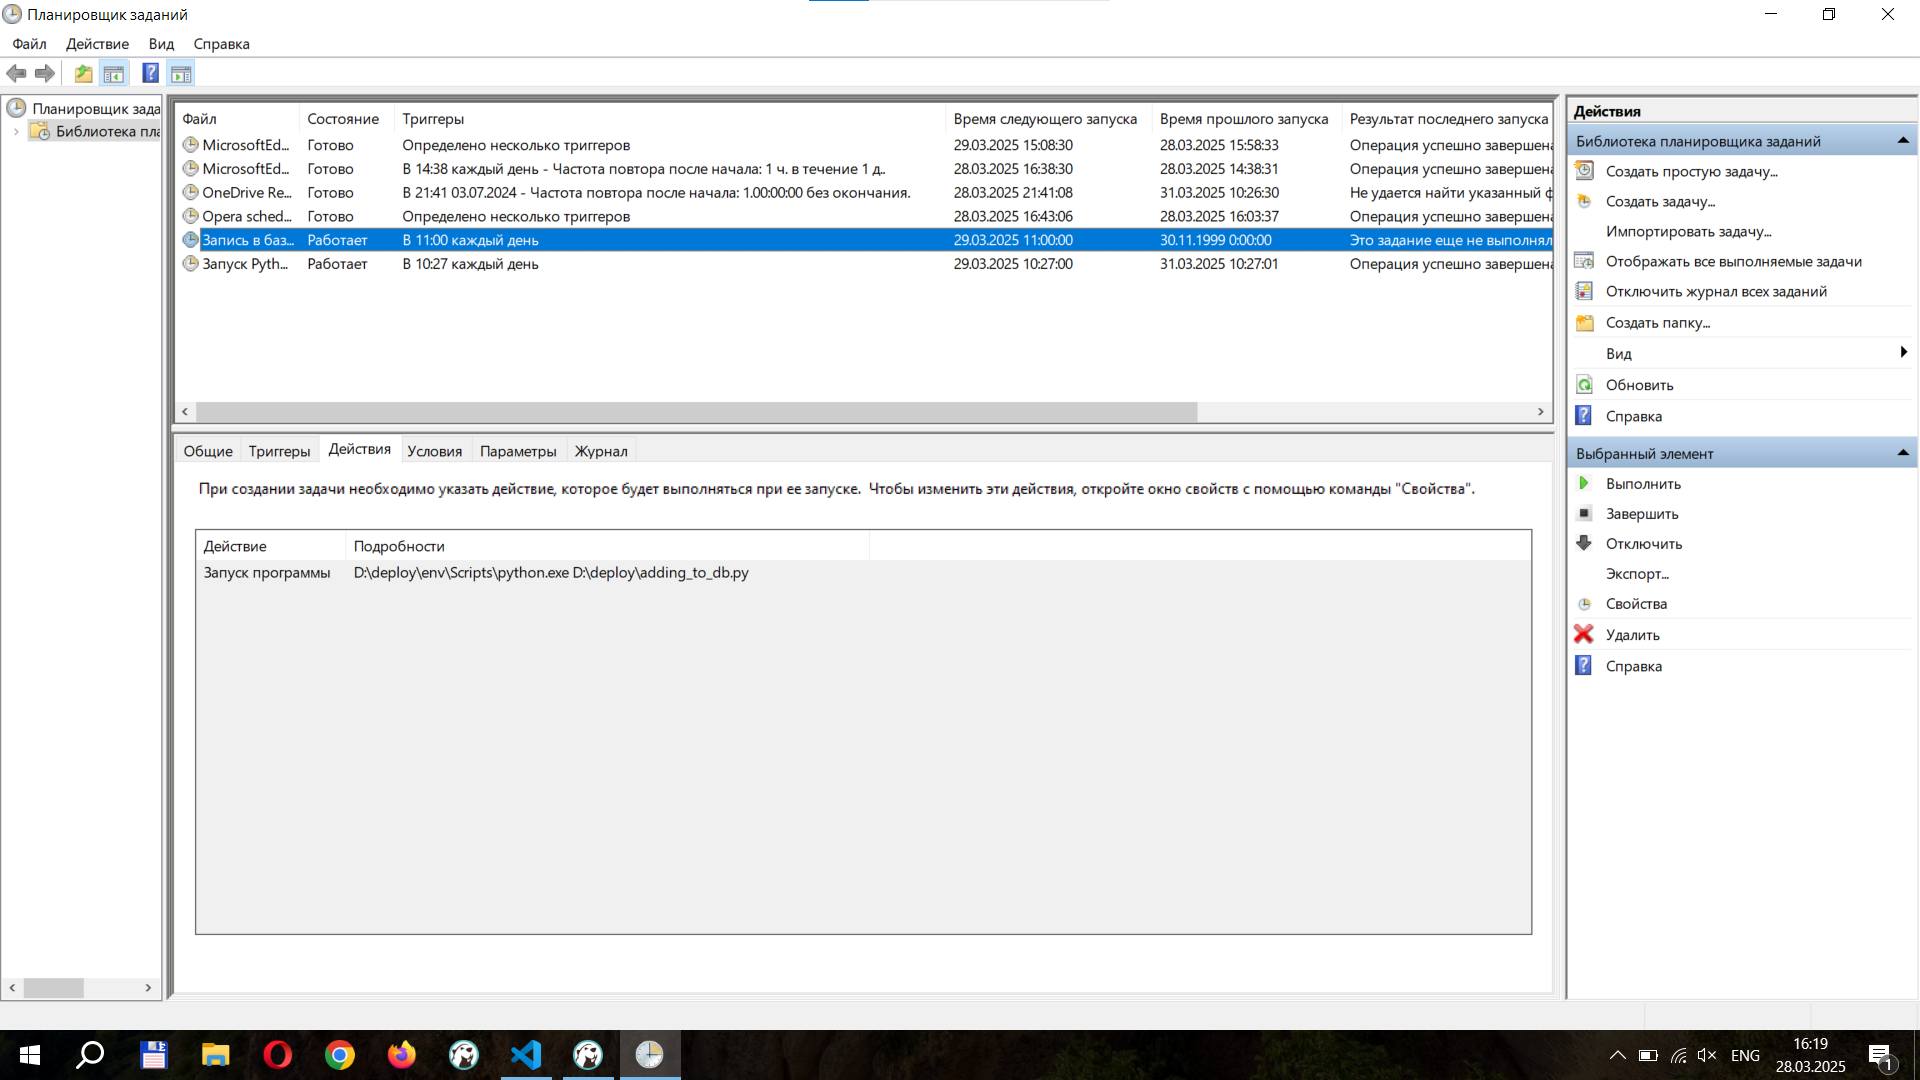 Планировщик заданий
Файл Действие Вид Справка
Планировщик зада
Библиотека пла
Файл Состояние Триггеры Время следующего запуска Время прошлого запуска Результат последнего запуска
MicrosoftEd... Готово Определено несколько триггеров 29.03.2025 15:08:30 28.03.2025 15:58:33 Операция успешно завершена
MicrosoftEd... Готово В 14:38 каждый день - Частота повтора после начала: 1 ч. в течение 1 д.. 28.03.2025 16:38:30 28.03.2025 14:38:31 Операция успешно завершена
OneDrive Re... Готово В 21:41 03.07.2024 - Частота повтора после начала: 1.00:00:00 без окончания. 28.03.2025 21:41:08 31.03.2025 10:26:30 Не удается найти указанный ф
Opera sched... Готово Определено несколько триггеров 28.03.2025 16:43:06 28.03.2025 16:03:37 Операция успешно завершена
Запись в баз... Работает В 11:00 каждый день 29.03.2025 11:00:00 30.11.1999 0:00:00 Это задание еще не выполнял
Запуск Pyth... Работает В 10:27 каждый день 29.03.2025 10:27:00 31.03.2025 10:27:01 Операция успешно завершена
Общие Триггеры Действия Условия Параметры Журнал
При создании задачи необходимо указать действие, которое будет выполняться при ее запуске. Чтобы изменить эти действия, откройте окно свойств с помощью команды "Свойства".
Действие Подробности
Запуск программы D:\deploy\env\Scripts\python.exe D:\deploy\adding_to_db.py
Действия
Библиотека планировщика заданий
Создать простую задачу...
Создать задачу...
Импортировать задачу...
Отображать все выполняемые задачи
Отключить журнал всех заданий
Создать папку...
Вид
Обновить
Справка
Выбранный элемент
Выполнить
Завершить
Отключить
Экспорт...
Свойства
Удалить
Справка
ENG
16:19
28.03.2025
1